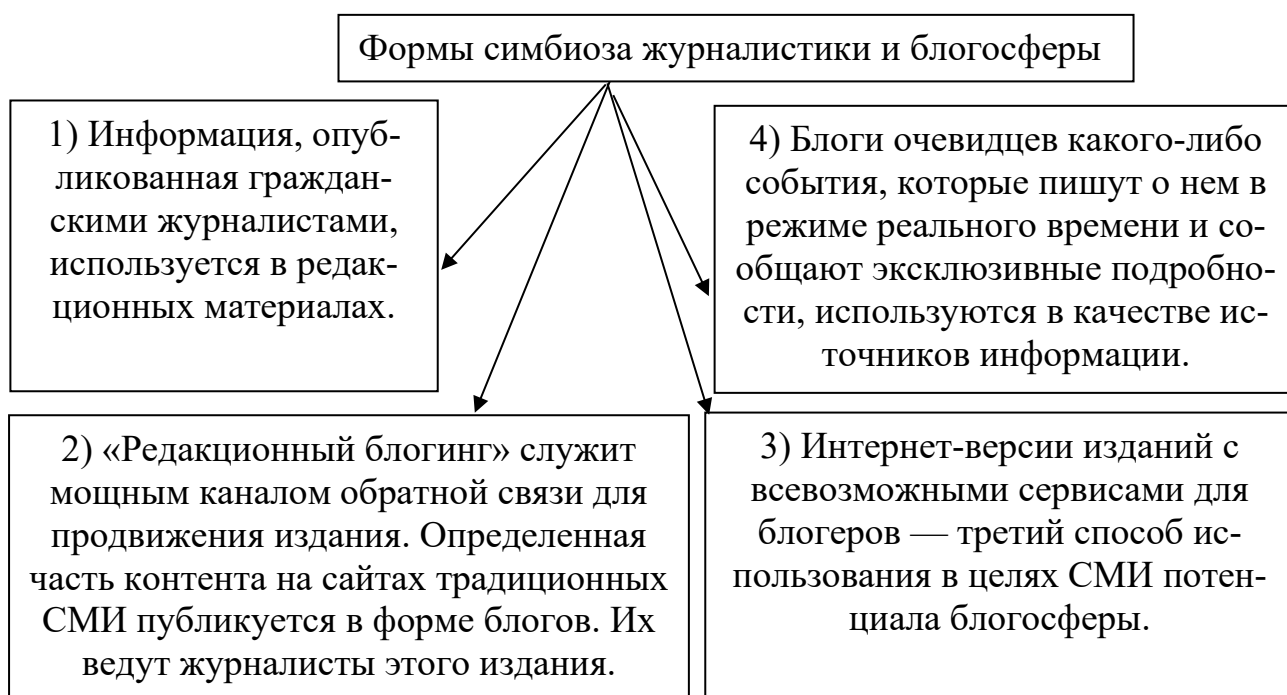 Формы симбиоза журналистики и блогосферы
1) Информация, опуб-
ликованная граждан-
скими журналистами,
используется в редак-
ционных материалах.
2) «Редакционный блогинг» служит
мощным каналом обратной связи для
продвижения издания. Определенная
часть контента на сайтах традиционных
СМИ публикуется в форме блогов. Их
ведут журналисты этого издания.
3) Интернет-версии изданий с
всевозможными сервисами для
блогеров — третий способ ис-
пользования в целях СМИ потен-
циала блогосферы.
4) Блоги очевидцев какого-либо
события, которые пишут о нем в
режиме реального времени и со-
общают эксклюзивные подробно-
сти, используются в качестве ис-
точников информации.